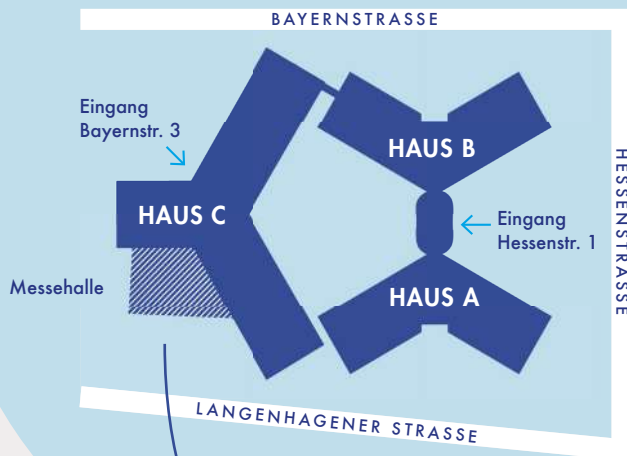 BAYERNSTRASSE
Eingang
Bayernstr. 3
HAUS B
HESSENSTRASSE
HAUS C
Eingang
Hessenstr. 1
Messehalle
HAUS A
LANGENHAGENER STRASSE